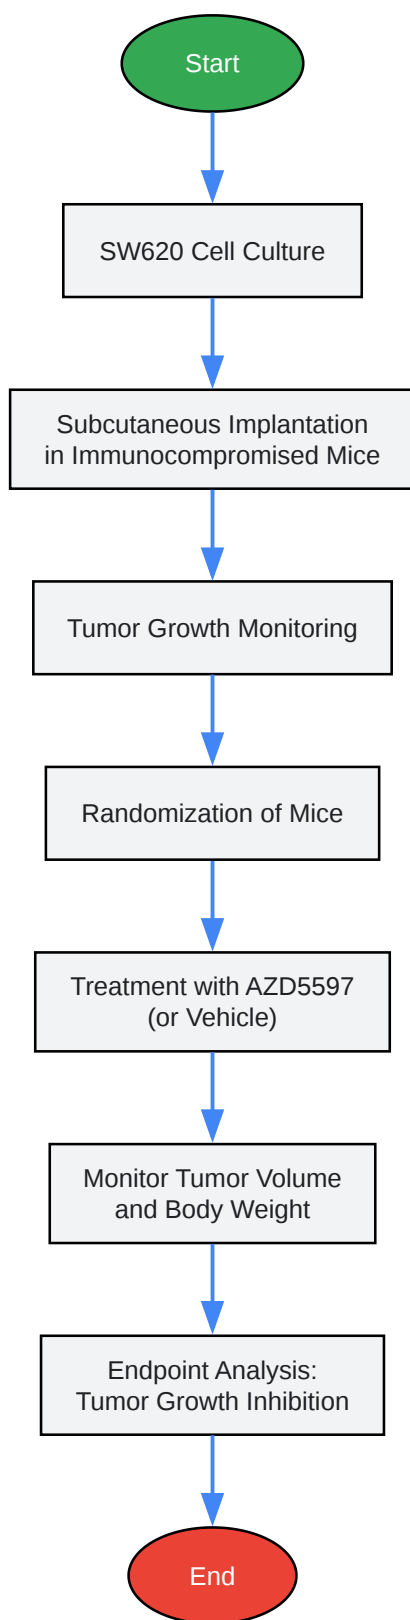 Start
SW620 Cell Culture
Subcutaneous Implantation
in Immunocompromised Mice
Tumor Growth Monitoring
Randomization of Mice
Treatment with AZD5597
(or Vehicle)
Monitor Tumor Volume
and Body Weight
Endpoint Analysis:
Tumor Growth Inhibition
End